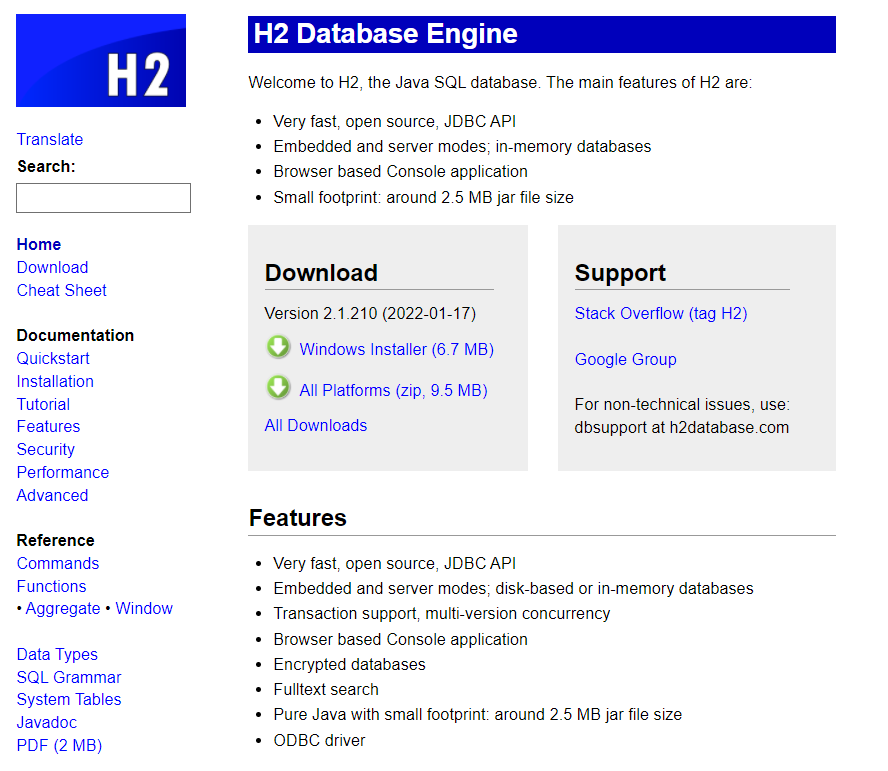 H2
Translate
Search:
Home
Download
Cheat Sheet
Documentation
Quickstart
Installation
Tutorial
Features
Security
Performance
Advanced
Reference
Commands
Functions
• Aggregate • Window
Data Types
SQL Grammar
System Tables
Javadoc
PDF (2 MB)
H2 Database Engine
Welcome to H2, the Java SQL database. The main features of H2 are:
• Very fast, open source, JDBC API
• Embedded and server modes; in-memory databases
• Browser based Console application
• Small footprint: around 2.5 MB jar file size
Download
Version 2.1.210 (2022-01-17)
Windows Installer (6.7 MB)
All Platforms (zip, 9.5 MB)
All Downloads
Support
Stack Overflow (tag H2)
Google Group
For non-technical issues, use:
dbsupport at h2database.com
Features
• Very fast, open source, JDBC API
• Embedded and server modes; disk-based or in-memory databases
• Transaction support, multi-version concurrency
• Browser based Console application
• Encrypted databases
• Fulltext search
• Pure Java with small footprint: around 2.5 MB jar file size
• ODBC driver